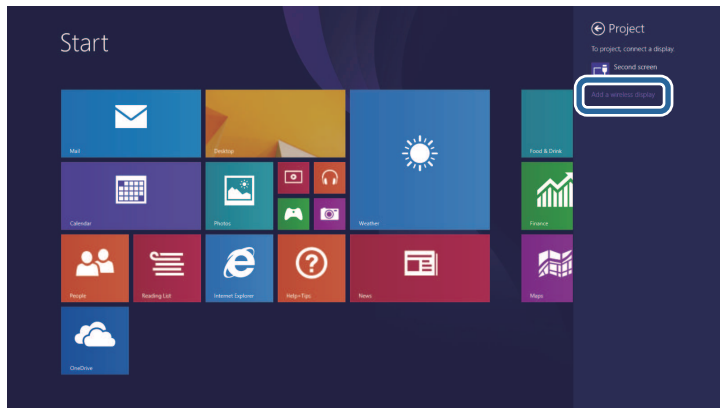 Start
Project
To project, connect a display.
Second screen
Add a wireless display
Mail
Desktop
Weather
Food & Drink
Calendar
Photos
Finance
People
Reading List
Internet Explorer
Help+Tips
News
Maps
OneDrive